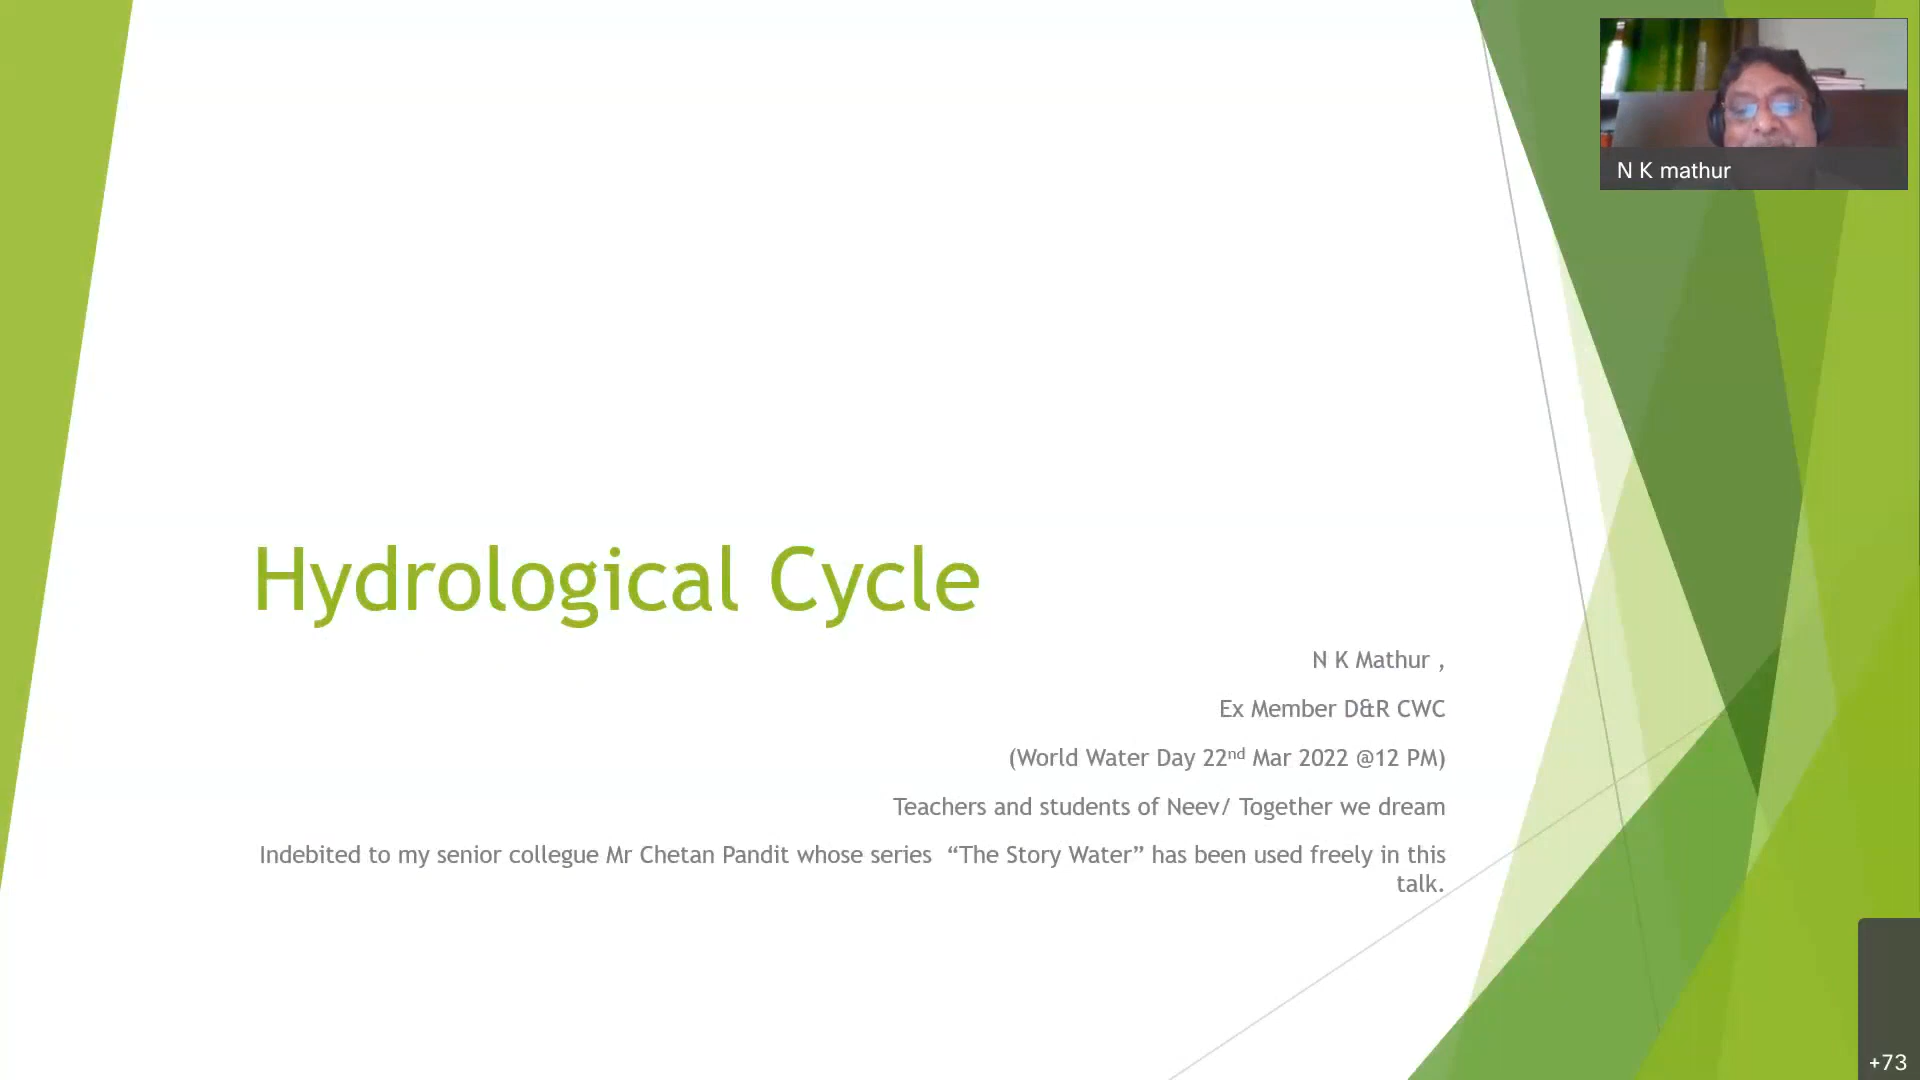 N K mathur
Hydrological Cycle
N K Mathur ,
Ex Member D&R CWC
(World Water Day 22nd Mar 2022 @12 PM)
Teachers and students of Neev/ Together we dream
Indebited to my senior collegue Mr Chetan Pandit whose series “The Story Water” has been used freely in this
talk.
+73